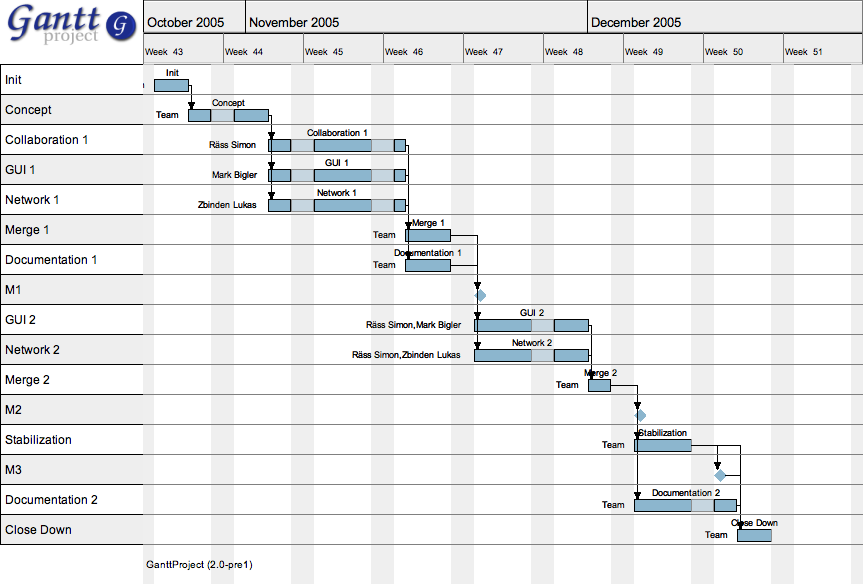 Gantt
project
G
October 2005 November 2005 December 2005
Week 43 Week 44 Week 45 Week 46 Week 47 Week 48 Week 49 Week 50 Week 51
Init Init
Concept Team Concept
Collaboration 1 Räss Simon Collaboration 1
GUI 1 Mark Bigler GUI 1
Network 1 Zbinden Lukas Network 1
Merge 1 Team Merge 1
Documentation 1 Team Documentation 1
M1
GUI 2 Räss Simon,Mark Bigler GUI 2
Network 2 Räss Simon,Zbinden Lukas Network 2
Merge 2 Team Merge 2
M2
Stabilization Team Stabilization
M3
Documentation 2 Team Documentation 2
Close Down Team Close Down
GanttProject (2.0-pre1)